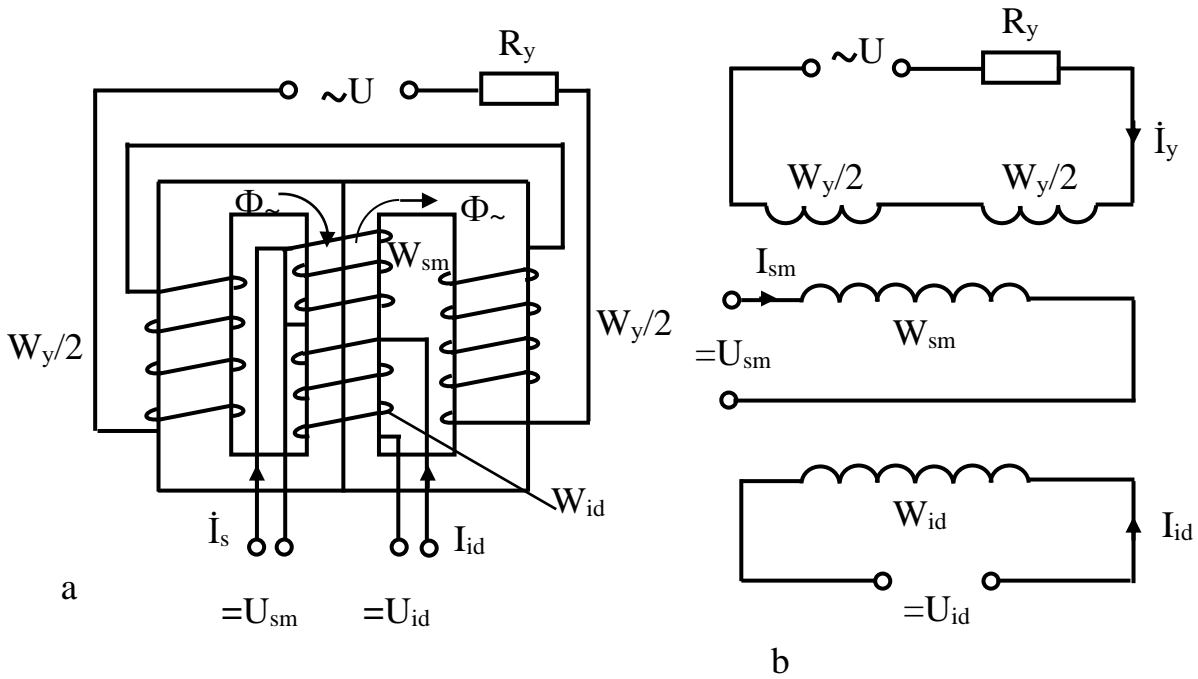 R_y
~U
Φ~
Φ~
W_sm
W_y/2
W_y/2
W_id
İ_s
I_id
a
=U_sm
=U_id
R_y
~U
İ_y
W_y/2
W_y/2
I_sm
W_sm
=U_sm
W_id
I_id
=U_id
b